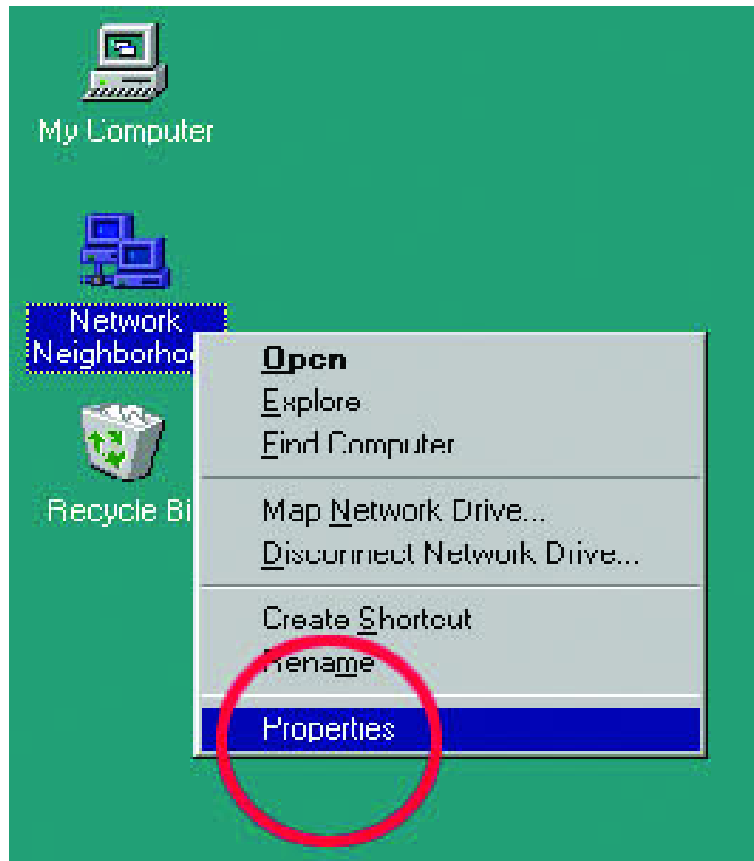 My Computer
Network
Neighborhoo
Recycle Bi
Open
Explore
Find Computer
Map Network Drive...
Disconnect Network Drive...
Create Shortcut
Rename
Properties